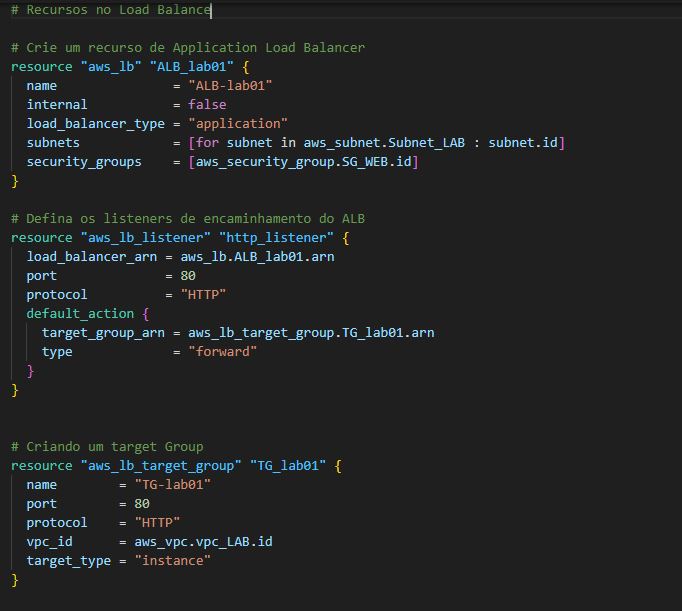 # Recursos no Load Balance
# Crie um recurso de Application Load Balancer
resource "aws_lb" "ALB_lab01" {
  name               = "ALB-lab01"
  internal           = false
  load_balancer_type = "application"
  subnets            = [for subnet in aws_subnet.Subnet_LAB : subnet.id]
  security_groups    = [aws_security_group.SG_WEB.id]
}
# Defina os listeners de encaminhamento do ALB
resource "aws_lb_listener" "http_listener" {
  load_balancer_arn = aws_lb.ALB_lab01.arn
  port              = 80
  protocol          = "HTTP"
  default_action {
    target_group_arn = aws_lb_target_group.TG_lab01.arn
    type             = "forward"
  }
}
# Criando um target Group
resource "aws_lb_target_group" "TG_lab01" {
  name        = "TG-lab01"
  port        = 80
  protocol    = "HTTP"
  vpc_id      = aws_vpc.vpc_LAB.id
  target_type = "instance"
}